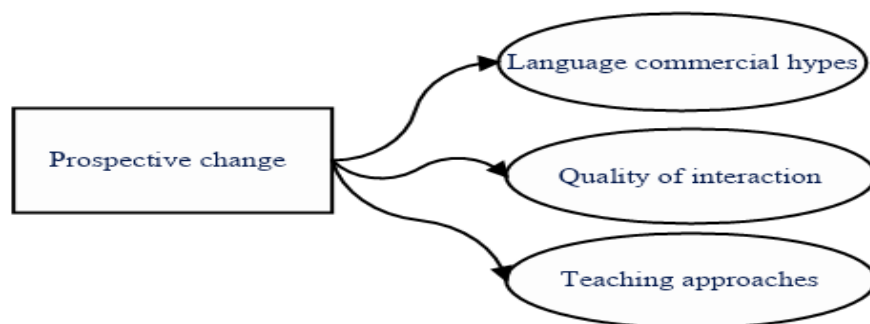 Language commercial hypes
Prospective change
Quality of interaction
Teaching approaches